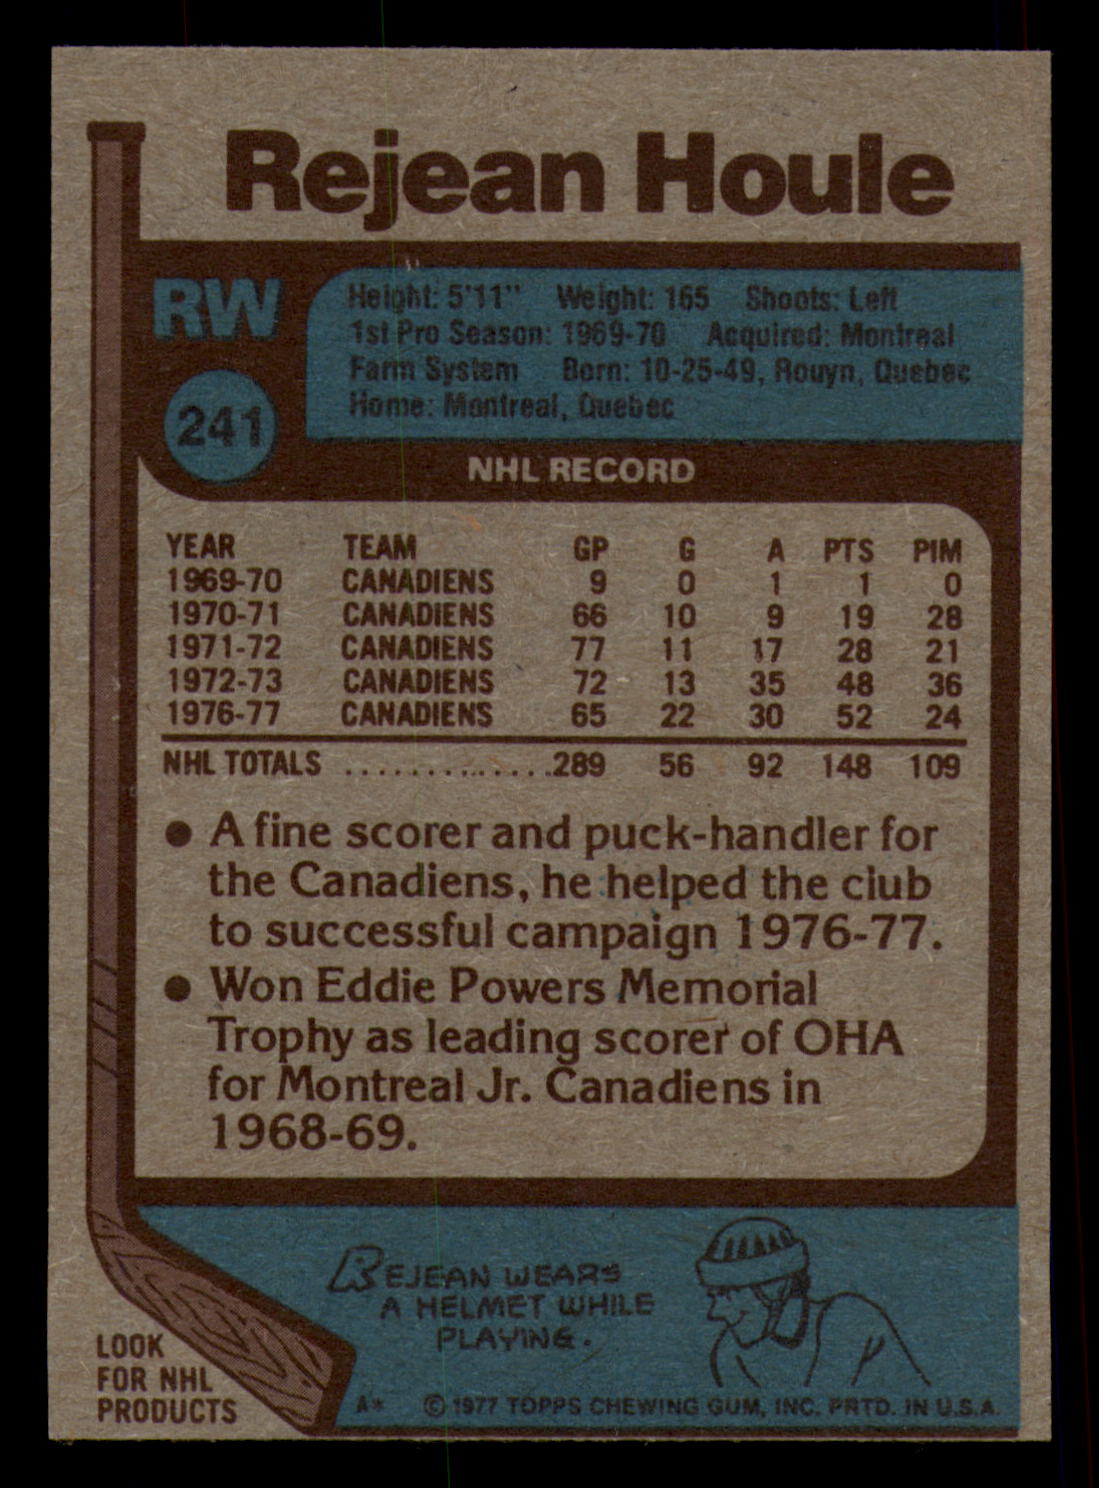 Rejean Houle
RW
241
Height: 5'11" Weight: 165 Shoots: Left
1st Pro Season: 1969-70 Acquired: Montreal
Farm System Born: 10-25-49, Rouyn, Quebec
Home: Montreal, Quebec
NHL RECORD
YEAR TEAM GP G A PTS PIM
1969-70 CANADIENS 9 0 1 1 0
1970-71 CANADIENS 66 10 9 19 28
1971-72 CANADIENS 77 11 17 28 21
1972-73 CANADIENS 72 13 35 48 36
1976-77 CANADIENS 65 22 30 52 24
NHL TOTALS ..............289 56 92 148 109
● A fine scorer and puck-handler for
the Canadiens, he helped the club
to successful campaign 1976-77.
● Won Eddie Powers Memorial
Trophy as leading scorer of OHA
for Montreal Jr. Canadiens in
1968-69.
REJEAN WEARS
A HELMET WHILE
PLAYING.
LOOK
FOR NHL
PRODUCTS
A* © 1977 TOPPS CHEWING GUM, INC. PRTD. IN U.S.A.